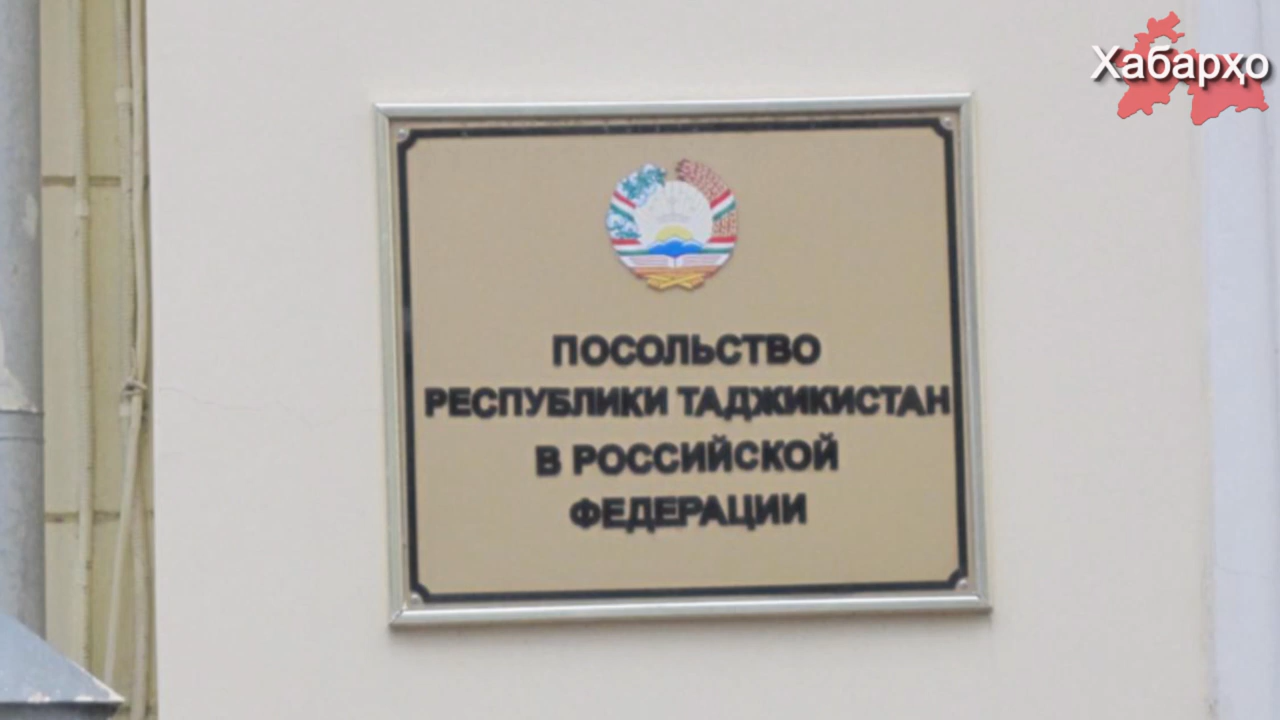 Хабарҳо
ПОСОЛЬСТВО
РЕСПУБЛИКИ ТАДЖИКИСТАН
В РОССИЙСКОЙ
ФЕДЕРАЦИИ